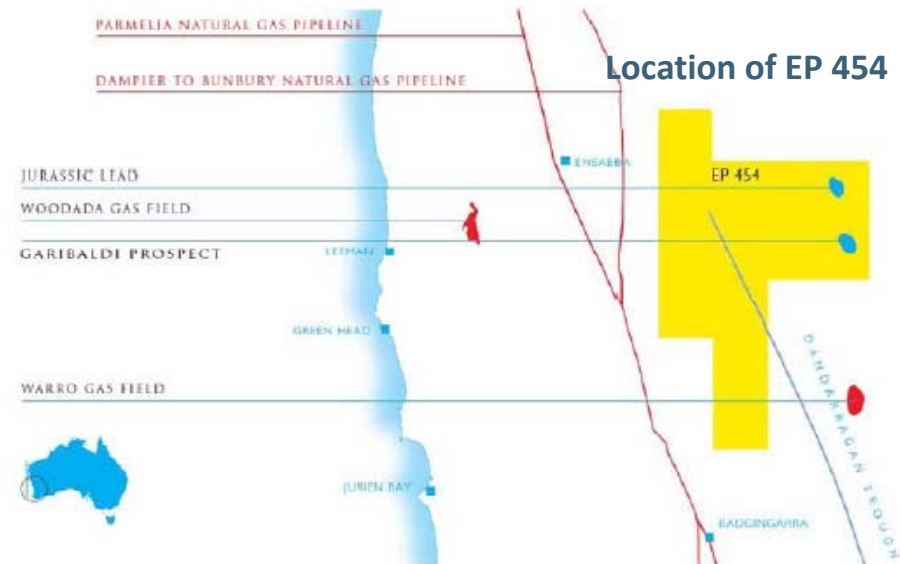 PARMELIA NATURAL GAS PIPELINE
Location of EP 454
DAMPIER TO BUNBURY NATURAL GAS PIPELINE
ENEABBA
JURASSIC LEAD
EP 454
WOODADA GAS FIELD
GARIBALDI PROSPECT
LEEMAN
GREEN HEAD
DANDARRAGAN TROUGH
WARRO GAS FIELD
JURIEN BAY
BADGINGARRA